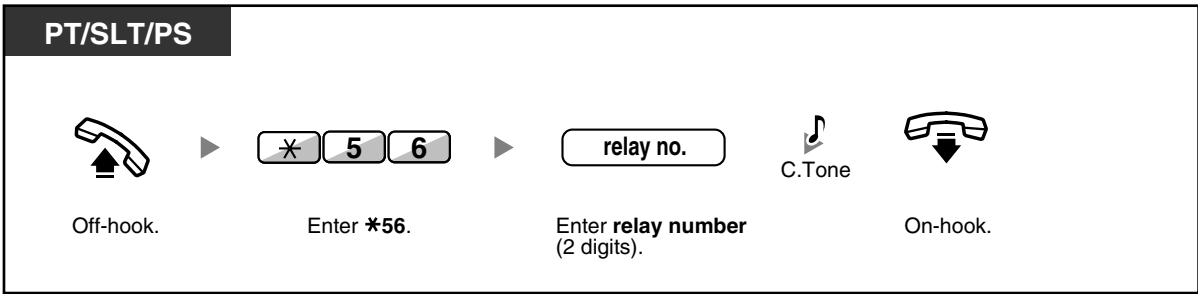 PT/SLT/PS
✳ 5 6
relay no.
C.Tone
Off-hook.
Enter ✳56.
Enter relay number
(2 digits).
On-hook.